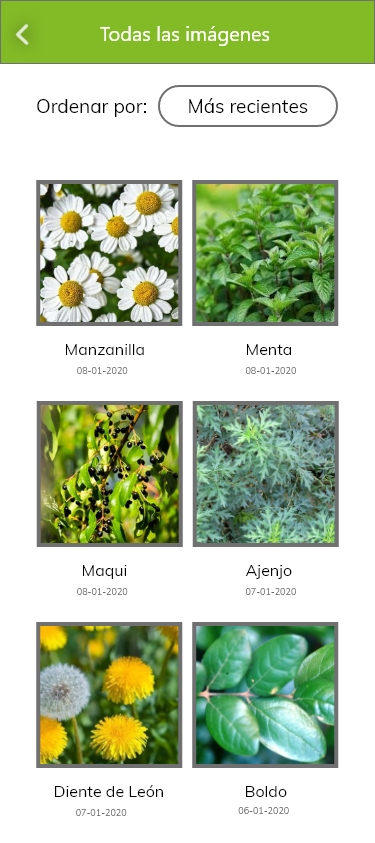 Todas las imágenes
Ordenar por: Más recientes
Manzanilla Menta
08-01-2020 08-01-2020
Maqui Ajenjo
08-01-2020 07-01-2020
Diente de León Boldo
07-01-2020 06-01-2020